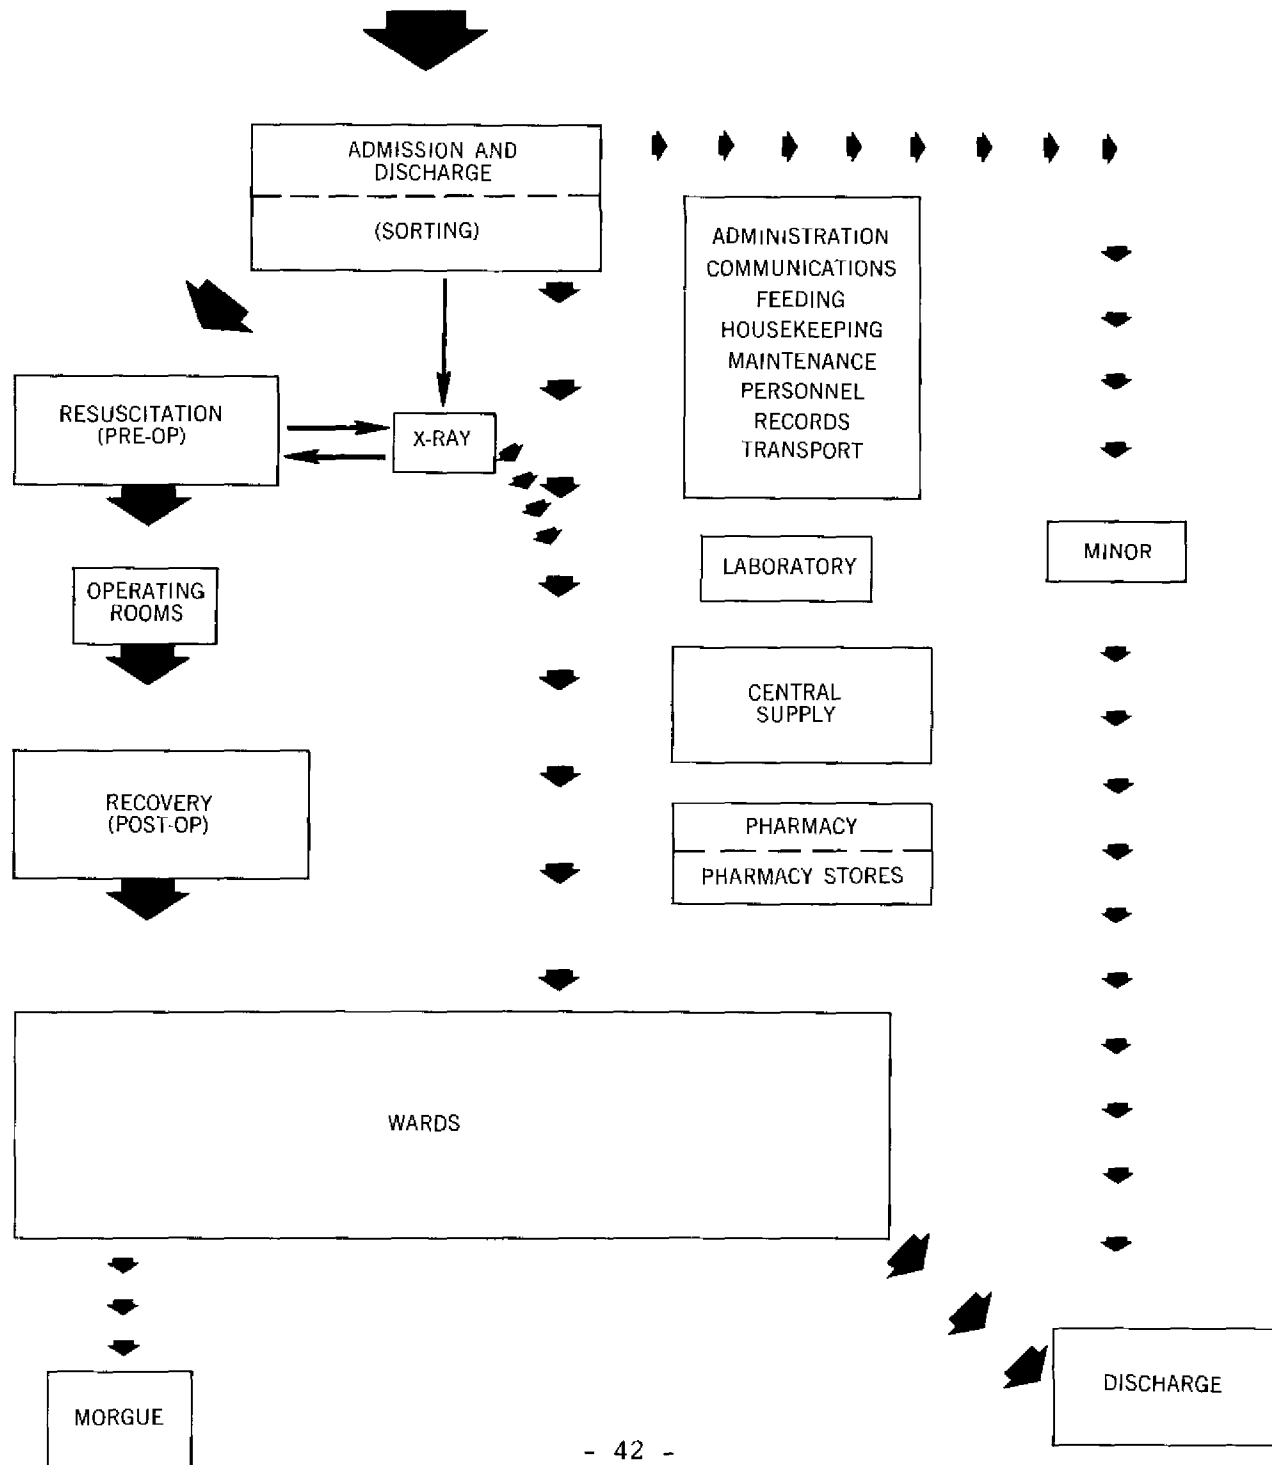 ADMISSION AND
DISCHARGE
(SORTING)
ADMINISTRATION
COMMUNICATIONS
FEEDING
HOUSEKEEPING
MAINTENANCE
PERSONNEL
RECORDS
TRANSPORT
RESUSCITATION
(PRE-OP)
X-RAY
OPERATING
ROOMS
LABORATORY
MINOR
CENTRAL
SUPPLY
RECOVERY
(POST-OP)
PHARMACY
PHARMACY STORES
WARDS
MORGUE
DISCHARGE
- 42 -